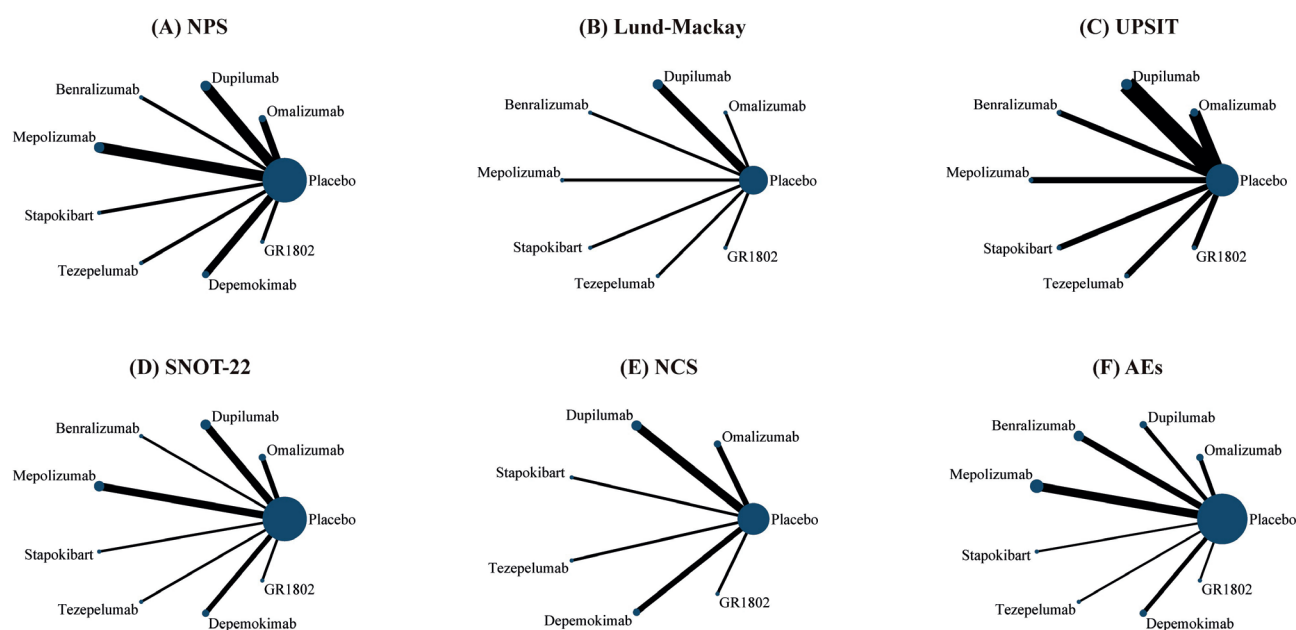 (A) NPS
Dupilumab
Benralizumab
Omalizumab
Mepolizumab
Placebo
Stapokibart
GR1802
Tezepelumab
Depemokimab
(B) Lund-Mackay
Dupilumab
Benralizumab
Omalizumab
Mepolizumab
Placebo
Stapokibart
GR1802
Tezepelumab
(C) UPSIT
Dupilumab
Benralizumab
Omalizumab
Mepolizumab
Placebo
Stapokibart
GR1802
Tezepelumab
(D) SNOT-22
Dupilumab
Benralizumab
Omalizumab
Mepolizumab
Placebo
Stapokibart
GR1802
Tezepelumab
Depemokimab
(E) NCS
Dupilumab
Omalizumab
Stapokibart
Placebo
Tezepelumab
GR1802
Depemokimab
(F) AEs
Dupilumab
Benralizumab
Omalizumab
Mepolizumab
Placebo
Stapokibart
GR1802
Tezepelumab
Depemokimab